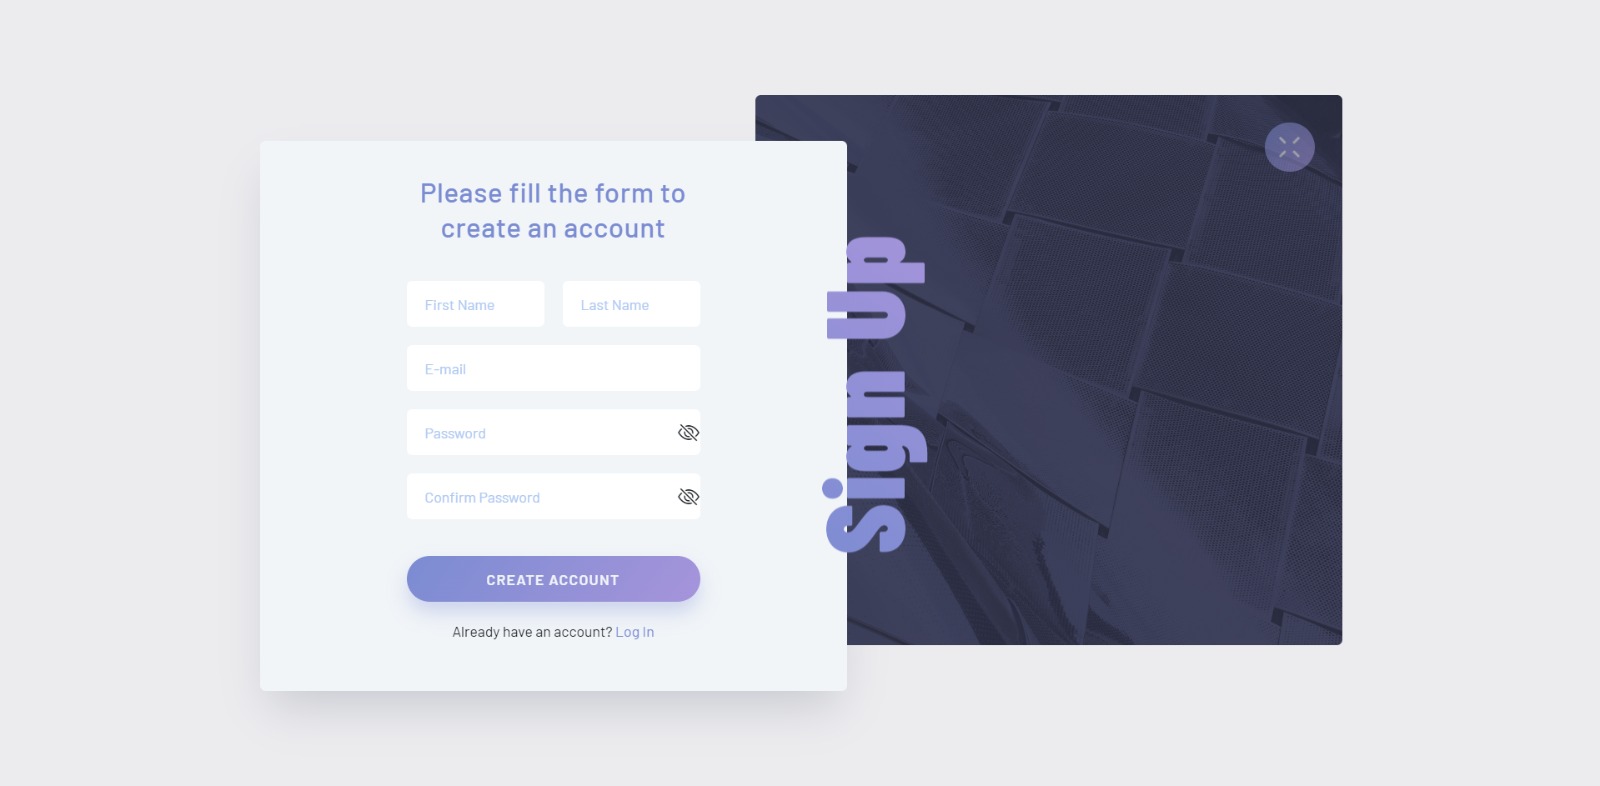 Please fill the form to
create an account
First Name
Last Name
E-mail
Password
Confirm Password
CREATE ACCOUNT
Already have an account? Log In
Sign Up